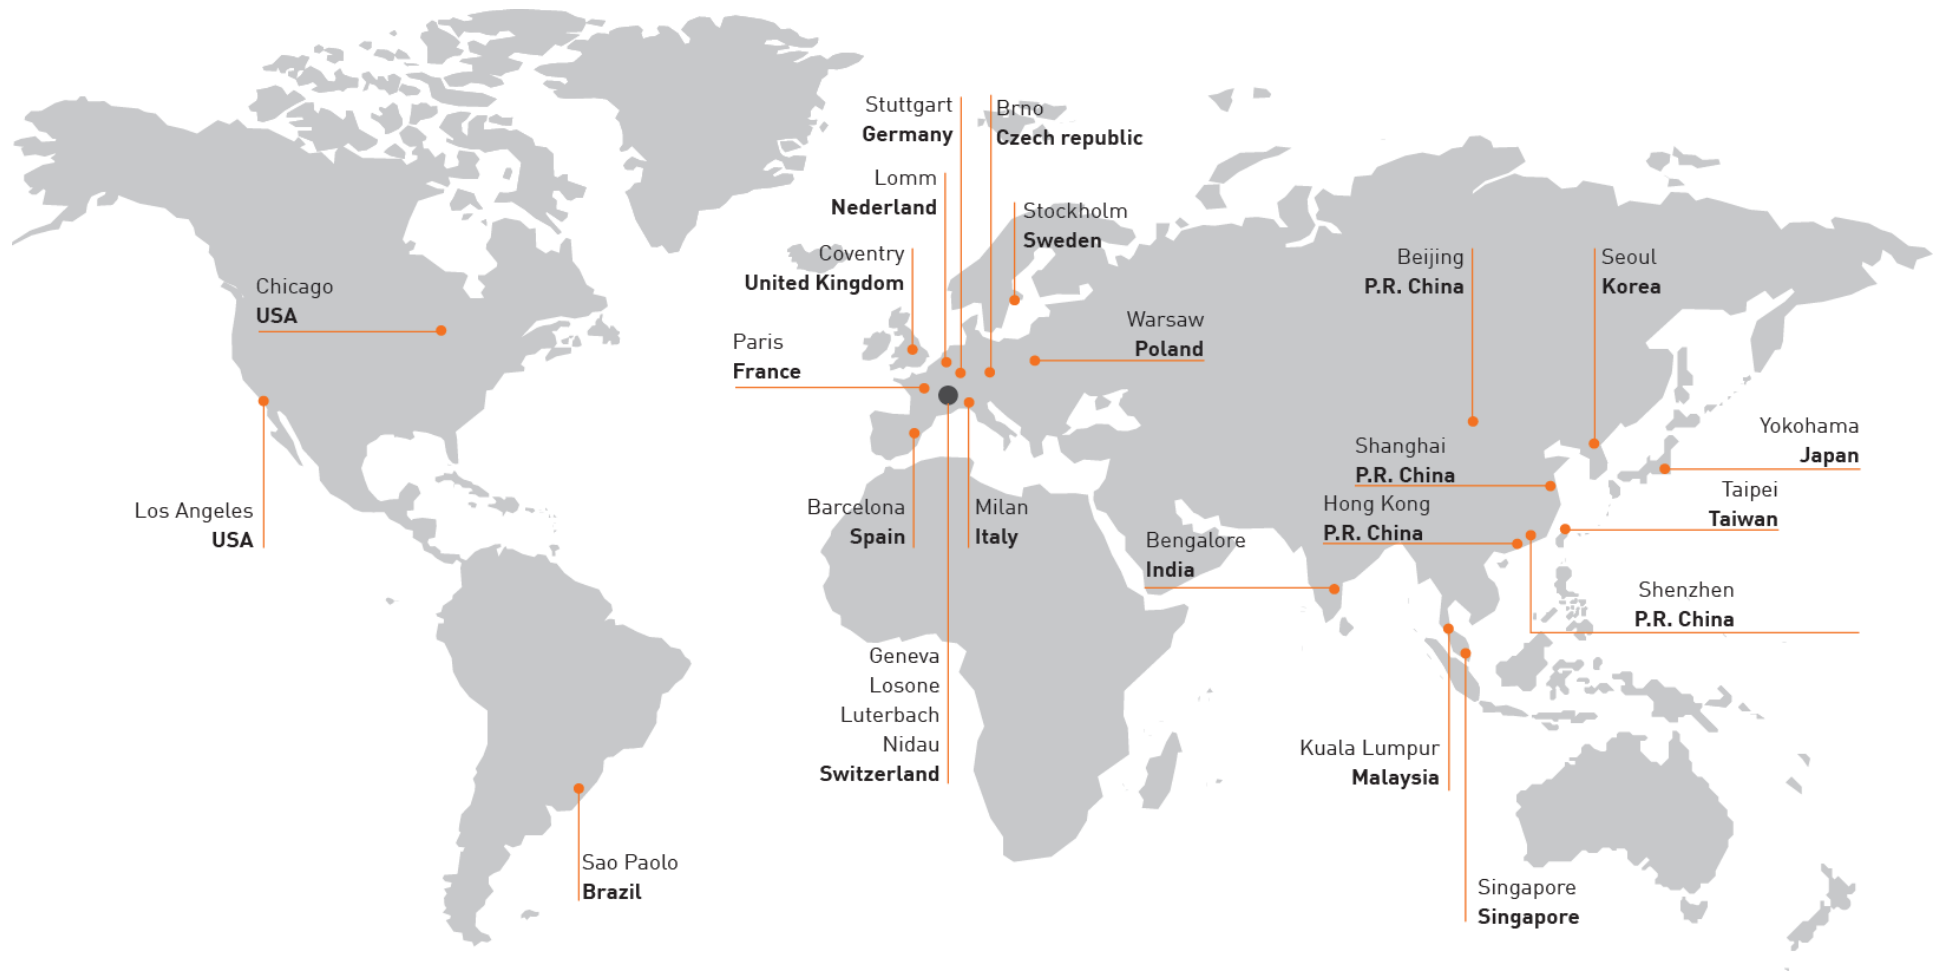 Stuttgart
Germany
Brno
Czech republic
Lomm
Nederland
Stockholm
Sweden
Coventry
United Kingdom
Chicago
USA
Paris
France
Warsaw
Poland
Beijing
P.R. China
Seoul
Korea
Yokohama
Japan
Shanghai
P.R. China
Taipei
Taiwan
Hong Kong
P.R. China
Los Angeles
USA
Barcelona
Spain
Milan
Italy
Bengalore
India
Shenzhen
P.R. China
Geneva
Losone
Luterbach
Nidau
Switzerland
Kuala Lumpur
Malaysia
Sao Paolo
Brazil
Singapore
Singapore